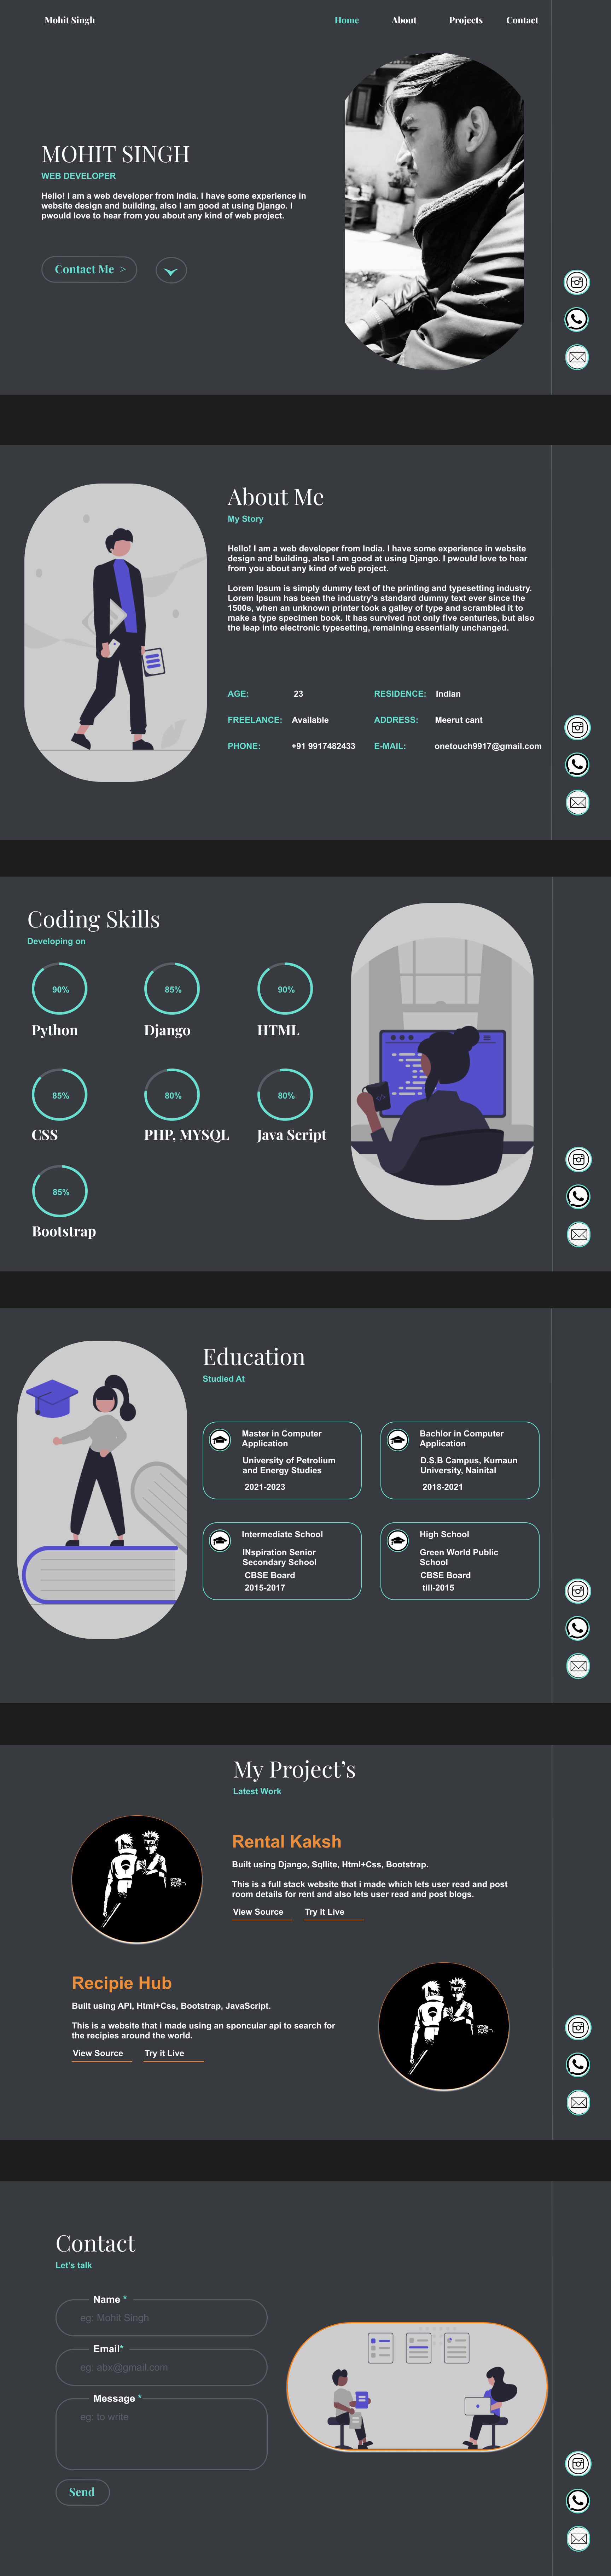 Mohit Singh
Home About Projects Contact
MOHIT SINGH
WEB DEVELOPER
Hello! I am a web developer from India. I have some experience in
website design and building, also I am good at using Django. I
pwould love to hear from you about any kind of web project.
Contact Me >
About Me
My Story
Hello! I am a web developer from India. I have some experience in website
design and building, also I am good at using Django. I pwould love to hear
from you about any kind of web project.
Lorem Ipsum is simply dummy text of the printing and typesetting industry.
Lorem Ipsum has been the industry's standard dummy text ever since the
1500s, when an unknown printer took a galley of type and scrambled it to
make a type specimen book. It has survived not only five centuries, but also
the leap into electronic typesetting, remaining essentially unchanged.
AGE: 23 RESIDENCE: Indian
FREELANCE: Available ADDRESS: Meerut cant
PHONE: +91 9917482433 E-MAIL: onetouch9917@gmail.com
Coding Skills
Developing on
90% 85% 90%
Python Django HTML
85% 80% 80%
CSS PHP, MYSQL Java Script
85%
Bootstrap
Education
Studied At
Master in Computer
Application
University of Petrolium
and Energy Studies
2021-2023
Bachlor in Computer
Application
D.S.B Campus, Kumaun
University, Nainital
2018-2021
Intermediate School
INspiration Senior
Secondary School
CBSE Board
2015-2017
High School
Green World Public
School
CBSE Board
till-2015
My Project's
Latest Work
Rental Kaksh
Built using Django, Sqllite, Html+Css, Bootstrap.
This is a full stack website that i made which lets user read and post
room details for rent and also lets user read and post blogs.
View Source Try it Live
Recipie Hub
Built using API, Html+Css, Bootstrap, JavaScript.
This is a website that i made using an sponcular api to search for
the recipies around the world.
View Source Try it Live
Contact
Let's talk
Name *
eg: Mohit Singh
Email*
eg: abx@gmail.com
Message *
eg: to write
Send